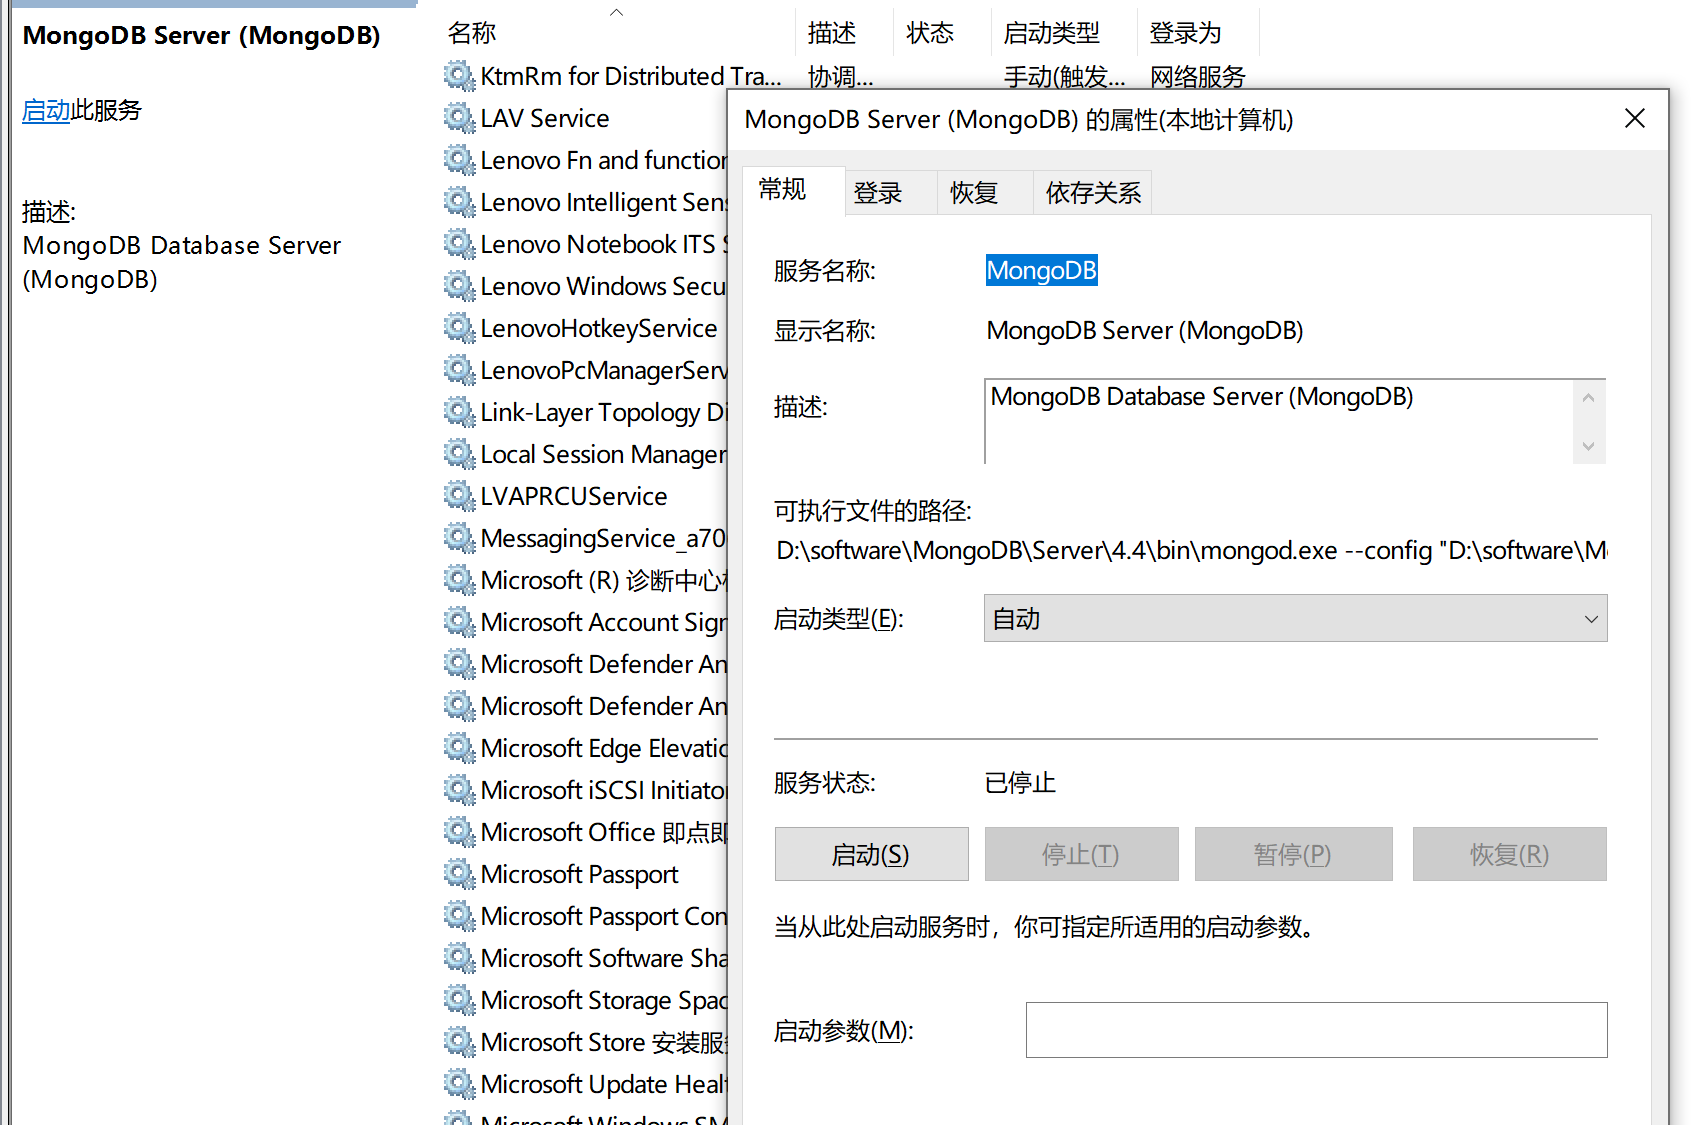 MongoDB Server (MongoDB)
启动此服务
描述:
MongoDB Database Server
(MongoDB)
名称 描述 状态 启动类型 登录为
KtmRm for Distributed Tra... 协调... 手动(触发... 网络服务
LAV Service
Lenovo Fn and function
Lenovo Intelligent Sens
Lenovo Notebook ITS S
Lenovo Windows Secu
LenovoHotkeyService
LenovoPcManagerServ
Link-Layer Topology Di
Local Session Manager
LVAPRCUService
MessagingService_a70
Microsoft (R) 诊断中心
Microsoft Account Sign
Microsoft Defender An
Microsoft Defender An
Microsoft Edge Elevatio
Microsoft iSCSI Initiator
Microsoft Office 即点即
Microsoft Passport
Microsoft Passport Con
Microsoft Software Sha
Microsoft Storage Spac
Microsoft Store 安装服务
Microsoft Update Healt
Microsoft Windows SM
MongoDB Server (MongoDB) 的属性(本地计算机)
常规 登录 恢复 依存关系
服务名称: MongoDB
显示名称: MongoDB Server (MongoDB)
描述: MongoDB Database Server (MongoDB)
可执行文件的路径:
D:\software\MongoDB\Server\4.4\bin\mongod.exe --config "D:\software\M
启动类型(E): 自动
服务状态: 已停止
启动(S) 停止(T) 暂停(P) 恢复(R)
当从此处启动服务时，你可指定所适用的启动参数。
启动参数(M):